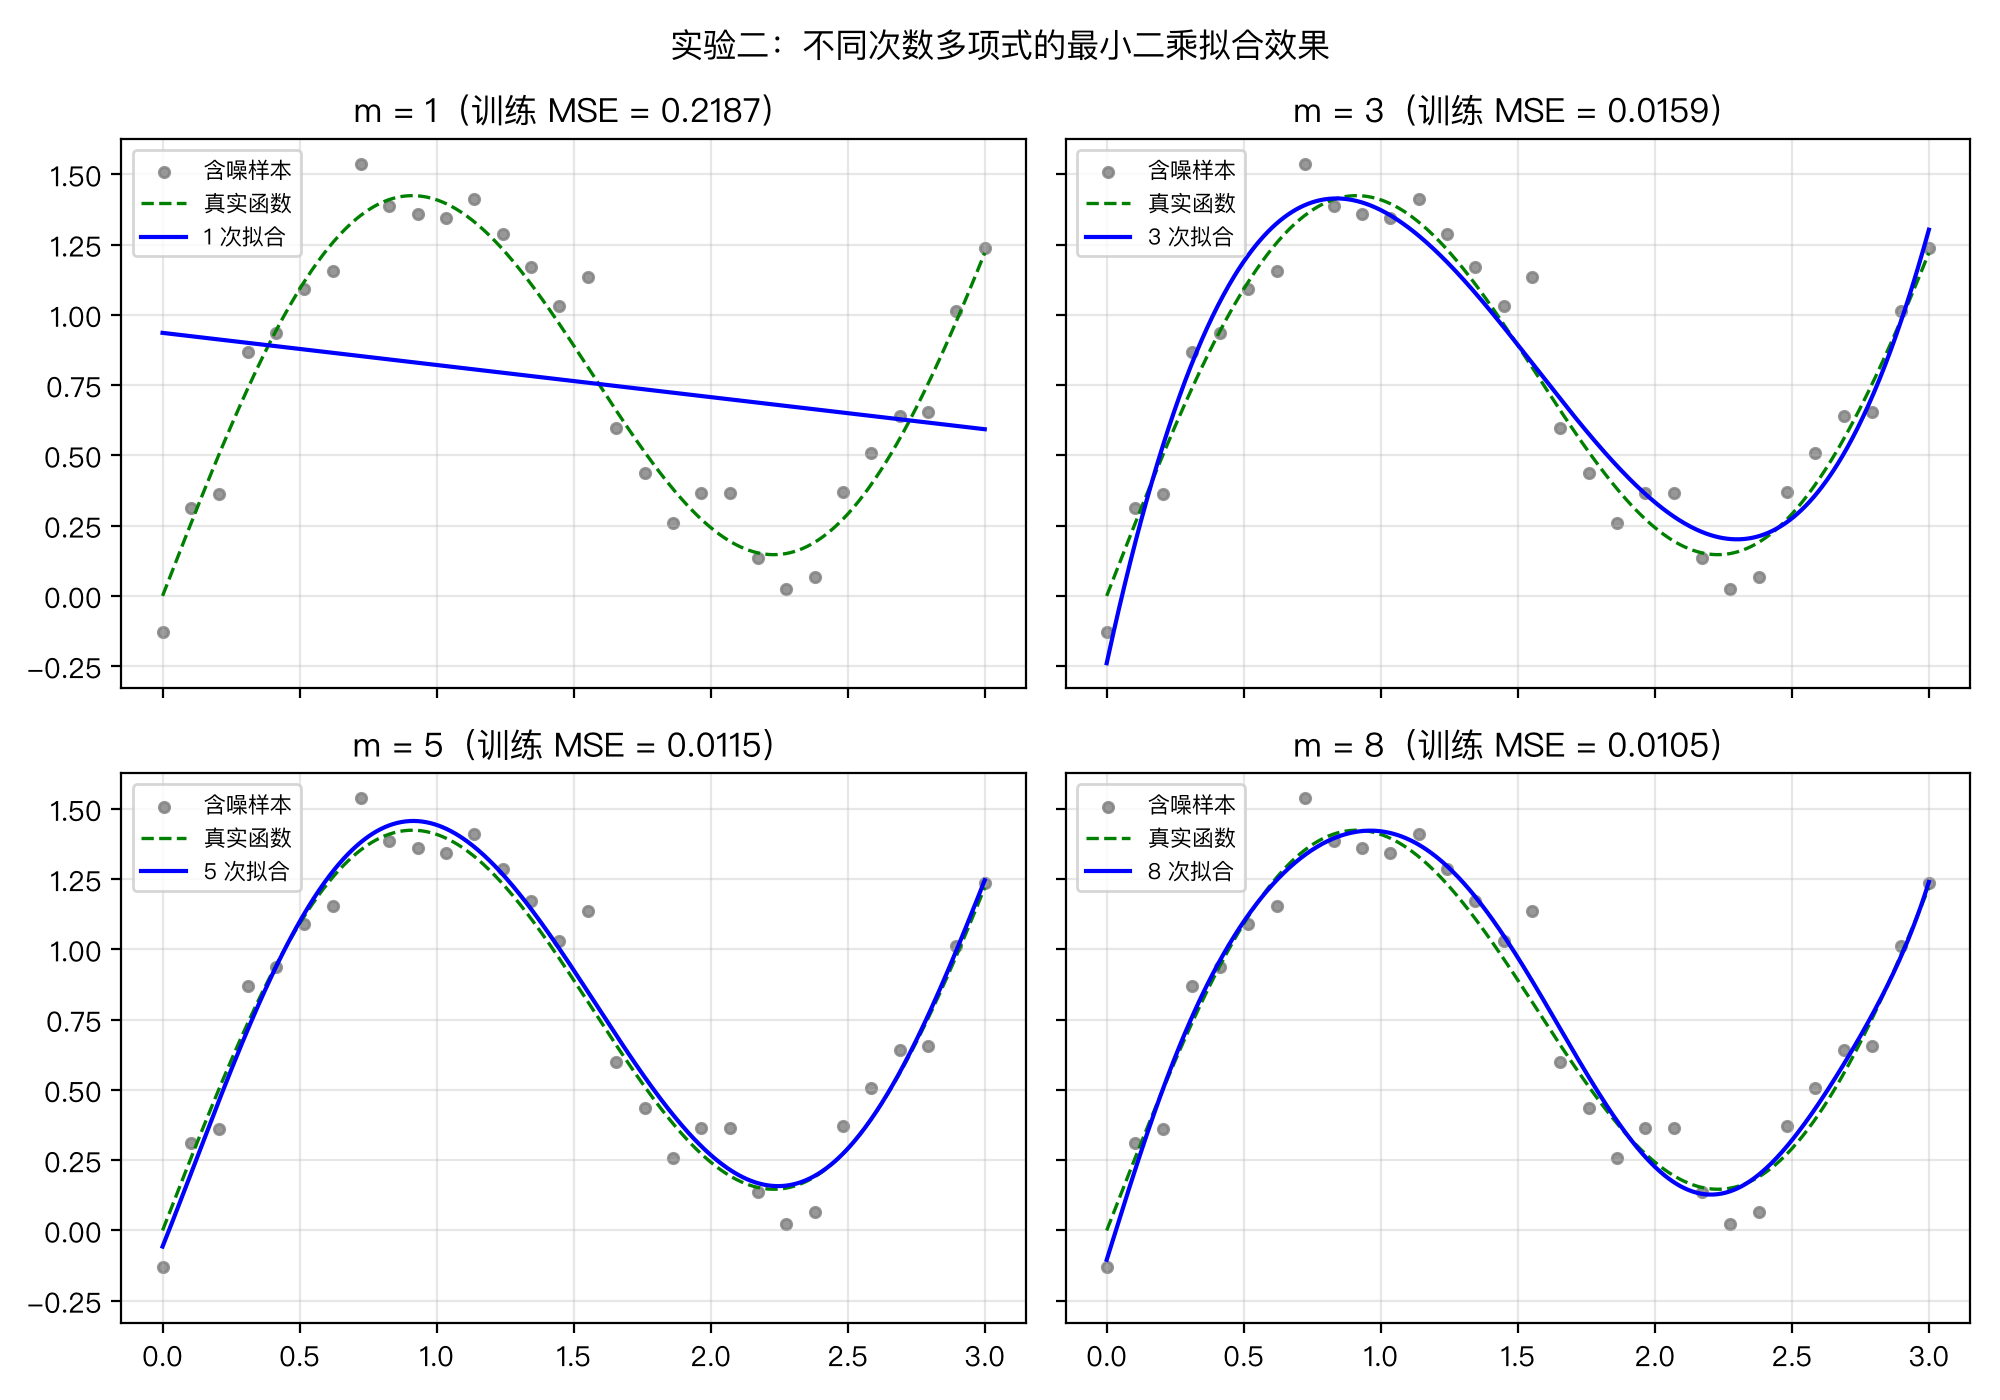 实验二：不同次数多项式的最小二乘拟合效果
m = 1（训练 MSE = 0.2187）
含噪样本
真实函数
1 次拟合
1.50
1.25
1.00
0.75
0.50
0.25
0.00
−0.25
m = 3（训练 MSE = 0.0159）
含噪样本
真实函数
3 次拟合
m = 5（训练 MSE = 0.0115）
含噪样本
真实函数
5 次拟合
1.50
1.25
1.00
0.75
0.50
0.25
0.00
−0.25
0.0 0.5 1.0 1.5 2.0 2.5 3.0
m = 8（训练 MSE = 0.0105）
含噪样本
真实函数
8 次拟合
0.0 0.5 1.0 1.5 2.0 2.5 3.0